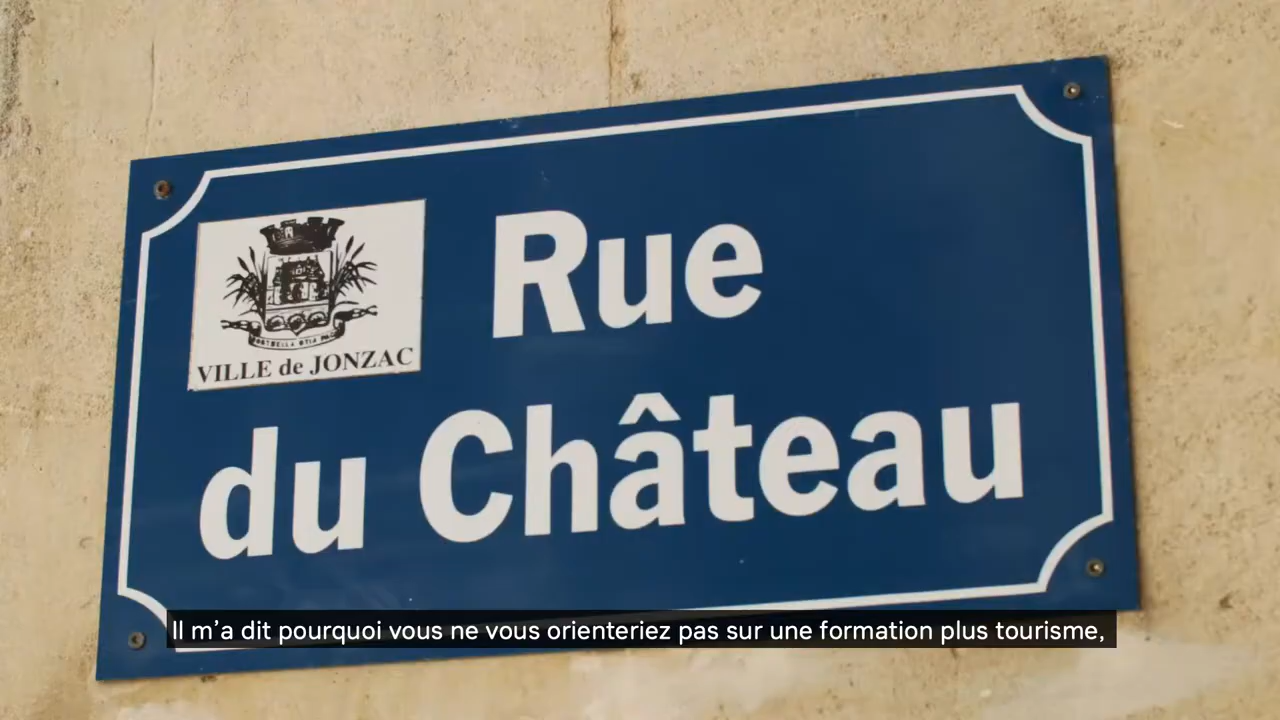 Rue
du Château
VILLE de JONZAC
Il m’a dit pourquoi vous ne vous orienteriez pas sur une formation plus tourisme,